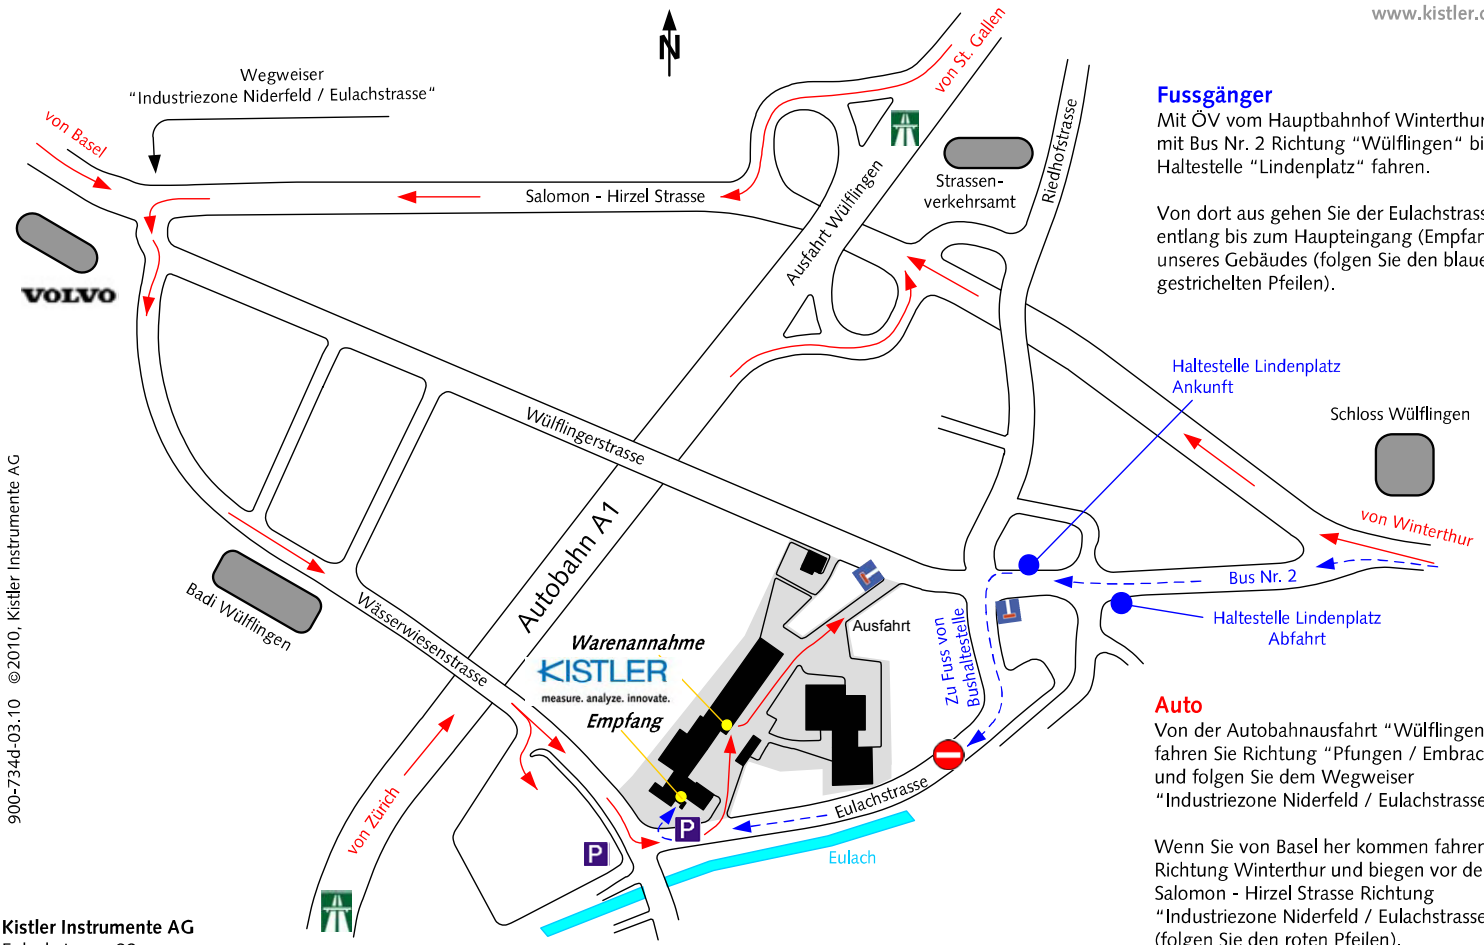 www.kistler.c
N
Wegweiser
“Industriezone Niderfeld / Eulachstrasse“
von Basel
von St. Gallen
Salomon - Hirzel Strasse
Ausfahrt Wülflingen
Strassen-
verkehrsamt
Riedhofstrasse
VOLVO
Fussgänger
Mit ÖV vom Hauptbahnhof Winterthur
mit Bus Nr. 2 Richtung “Wülflingen“ bi
Haltestelle “Lindenplatz“ fahren.
Von dort aus gehen Sie der Eulachstrass
entlang bis zum Haupteingang (Empfan
unseres Gebäudes (folgen Sie den blaue
gestrichelten Pfeilen).
Haltestelle Lindenplatz
Ankunft
Schloss Wülflingen
von Winterthur
Bus Nr. 2
Haltestelle Lindenplatz
Abfahrt
Wülflingerstrasse
Autobahn A1
Badi Wülflingen
Wässerwiesenstrasse
Warenannahme
KISTLER
measure. analyze. innovate.
Empfang
Ausfahrt
Zu Fuss von
Bushaltestelle
Eulachstrasse
Eulach
P
P
von Zürich
Auto
Von der Autobahnausfahrt “Wülflingen
fahren Sie Richtung “Pfungen / Embrac
und folgen Sie dem Wegweiser
“Industriezone Niderfeld / Eulachstrasse
Wenn Sie von Basel her kommen fahren
Richtung Winterthur und biegen vor de
Salomon - Hirzel Strasse Richtung
“Industriezone Niderfeld / Eulachstrasse
(folgen Sie den roten Pfeilen).
900-734d-03.10 ©2010, Kistler Instrumente AG
Kistler Instrumente AG